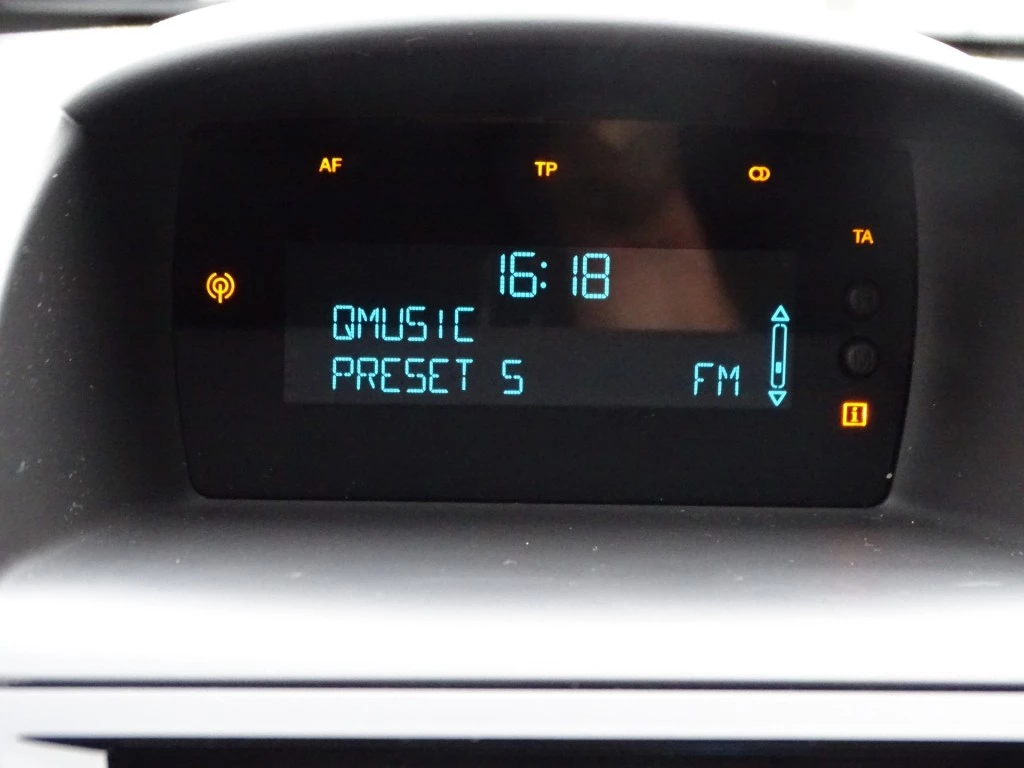 AF TP
TA
16:18
QMUSIC
PRESET 5 FM
i